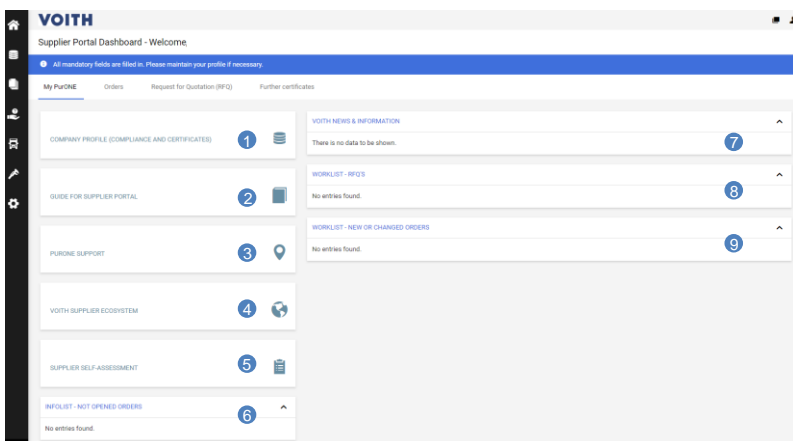 VOITH
Supplier Portal Dashboard - Welcome,
All mandatory fields are filled in. Please maintain your profile if necessary.
My PurONE Orders Request for Quotation (RFQ) Further certificates
COMPANY PROFILE (COMPLIANCE AND CERTIFICATES) 1
GUIDE FOR SUPPLIER PORTAL 2
PURONE SUPPORT 3
VOITH SUPPLIER ECOSYSTEM 4
SUPPLIER SELF-ASSESSMENT 5
INFOLIST - NOT OPENED ORDERS 6
No entries found.
VOITH NEWS & INFORMATION
There is no data to be shown. 7
WORKLIST - RFQ'S
No entries found. 8
WORKLIST - NEW OR CHANGED ORDERS
No entries found. 9